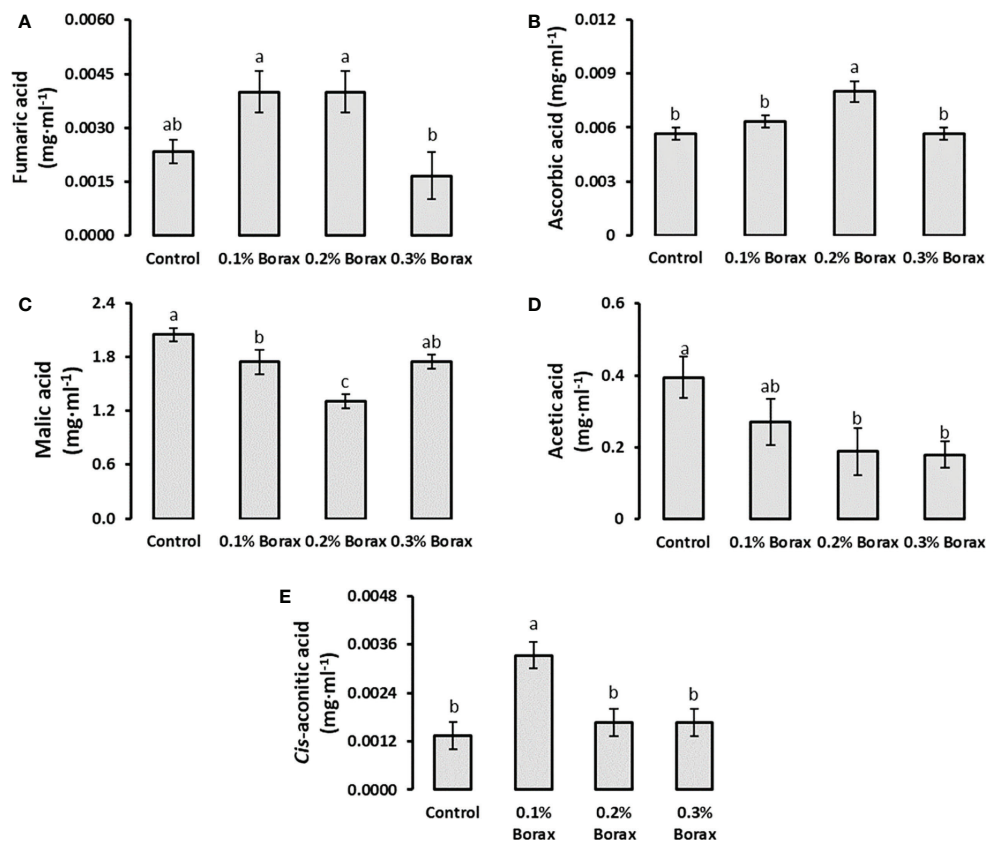 A
Fumaric acid
(mg·ml-1)
0.0060
0.0045
0.0030
0.0015
0.0000
ab
a
a
b
Control
0.1% Borax
0.2% Borax
0.3% Borax
B
Ascorbic acid (mg·ml-1)
0.012
0.009
0.006
0.003
0
b
b
a
b
Control
0.1% Borax
0.2% Borax
0.3% Borax
C
Malic acid
(mg·ml-1)
2.4
1.8
1.2
0.6
0.0
a
b
c
ab
Control
0.1% Borax
0.2% Borax
0.3% Borax
D
Acetic acid
(mg·ml-1)
0.6
0.4
0.2
0
a
ab
b
b
Control
0.1% Borax
0.2% Borax
0.3% Borax
E
Cis-aconitic acid
(mg·ml-1)
0.0048
0.0036
0.0024
0.0012
0.0000
b
a
b
b
Control
0.1%
Borax
0.2%
Borax
0.3%
Borax